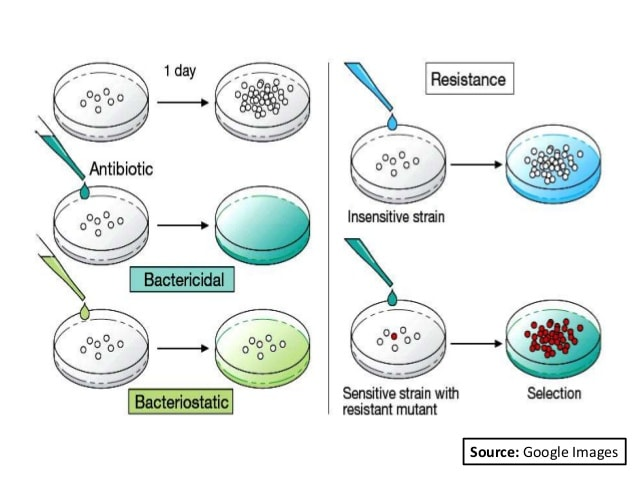 1 day
Antibiotic
Bactericidal
Bacteriostatic
Resistance
Insensitive strain
Sensitive strain with
resistant mutant
Selection
Source: Google Images